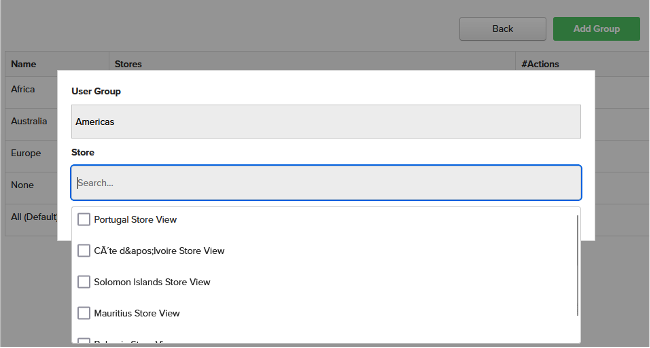 Back
Add Group
Name
Stores
#Actions
Africa
User Group
Australia
Americas
Europe
Store
None
Search...
All (Default)
Portugal Store View
CÃ´te d&apos;Ivoire Store View
Solomon Islands Store View
Mauritius Store View